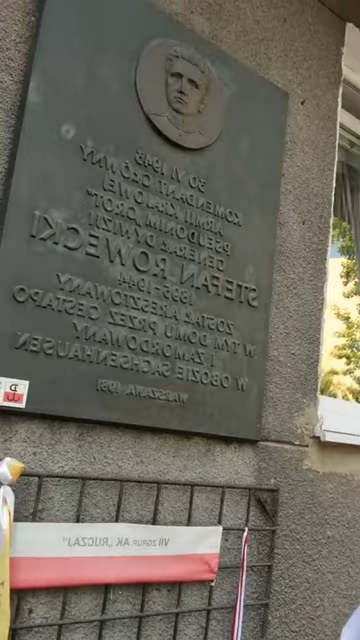 30 VI 1943
KOMENDANT GŁÓWNY
ARMII KRAJOWEJ
PSEUDONIM „GROT”
GENERAŁ DYWIZJI
STEFAN ROWECKI
1895-1944
ZOSTAŁ ARESZTOWANY
W TYM DOMU PRZEZ GESTAPO
I ZAMORDOWANY
W OBOZIE SACHSENHAUSEN
WARSZAWA 1981
VII ZGRUP. AK „RUCZAJ”